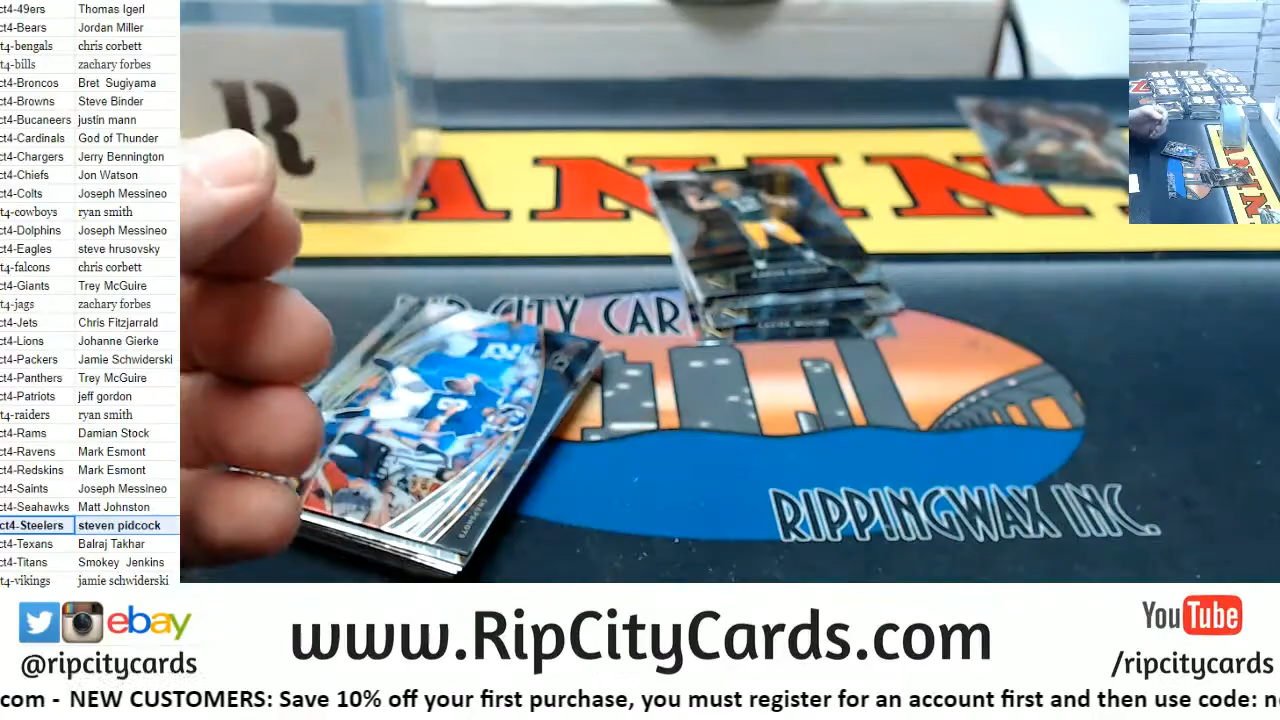 ct4-49ers Thomas Igerl
ct4-Bears Jordan Miller
t4-bengals chris corbett
t4-bills zachary forbes
ct4-Broncos Bret Sugiyama
ct4-Browns Steve Binder
ct4-Bucaneers justin mann
ct4-Cardinals God of Thunder
ct4-Chargers Jerry Bennington
ct4-Chiefs Jon Watson
ct4-Colts Joseph Messineo
t4-cowboys ryan smith
ct4-Dolphins Joseph Messineo
ct4-Eagles steve hrusovsky
t4-falcons chris corbett
ct4-Giants Trey McGuire
t4-jags zachary forbes
ct4-Jets Chris Fitzjarrald
ct4-Lions Johanne Gierke
ct4-Packers Jamie Schwiderski
ct4-Panthers Trey McGuire
ct4-Patriots jeff gordon
t4-raiders ryan smith
ct4-Rams Damian Stock
ct4-Ravens Mark Esmont
ct4-Redskins Mark Esmont
ct4-Saints Joseph Messineo
ct4-Seahawks Matt Johnston
ct4-Steelers steven pidcock
ct4-Texans Balraj Takhar
ct4-Titans Smokey Jenkins
t4-vikings jamie schwiderski
R
ANIN
CITY CAR
RIPPINGWAX INC.
ebay
@ripcitycards
www.RipCityCards.com
YouTube
/ripcitycards
com - NEW CUSTOMERS: Save 10% off your first purchase, you must register for an account first and then use code: n